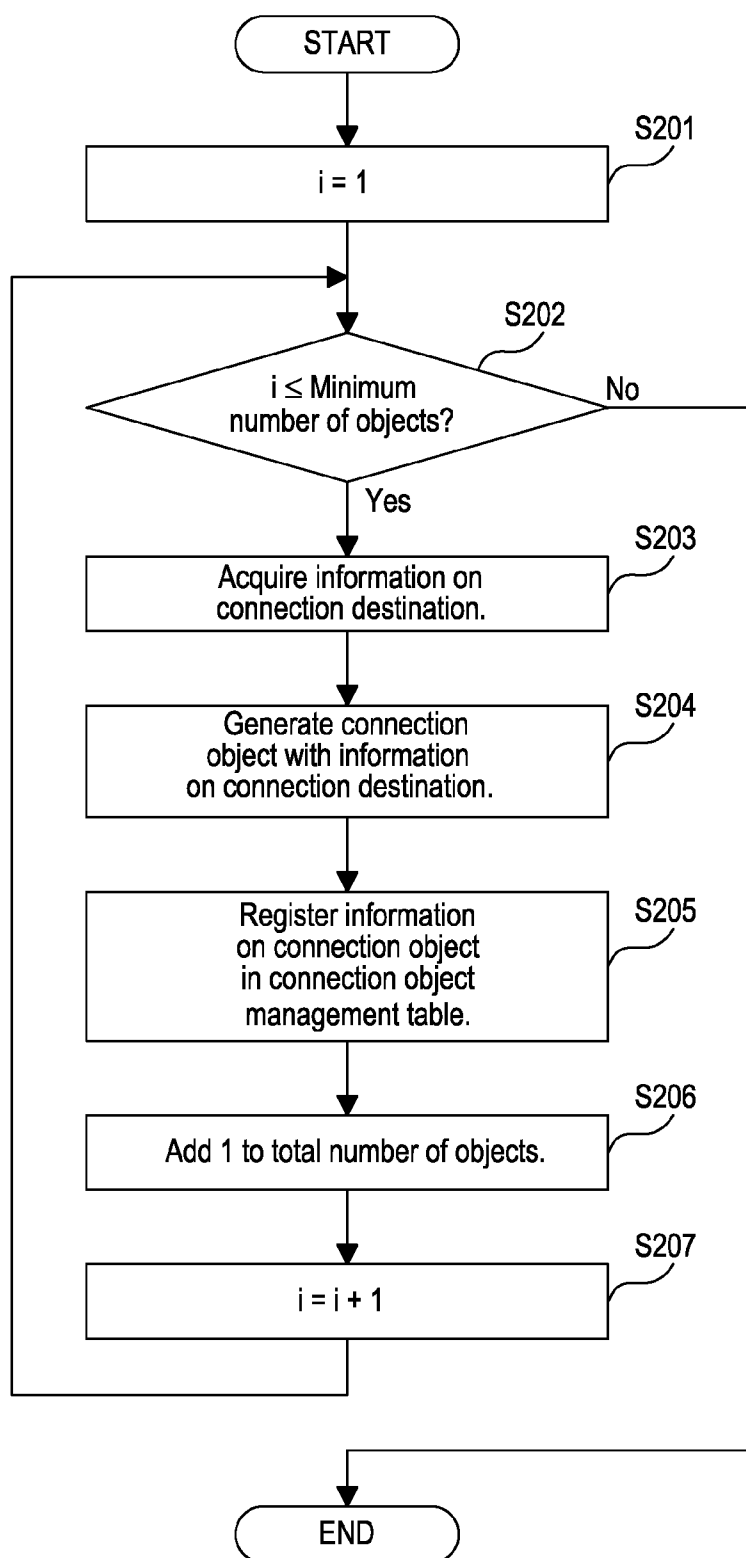 START
S201
i = 1
S202
i ≤ Minimum
number of objects?
No
Yes
S203
Acquire information on
connection destination.
S204
Generate connection
object with information
on connection destination.
S205
Register information
on connection object
in connection object
management table.
S206
Add 1 to total number of objects.
S207
i = i + 1
END